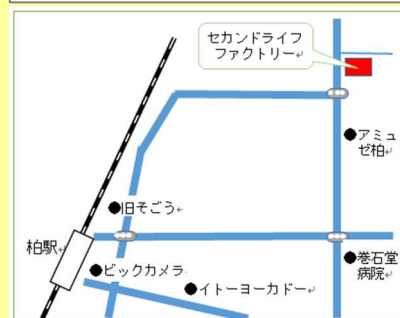 セカンドライフ
ファクトリー
●アミュ
ゼ柏
●旧そごう
柏駅
●ビックカメラ
●巻石堂
病院
●イトーヨーカドー